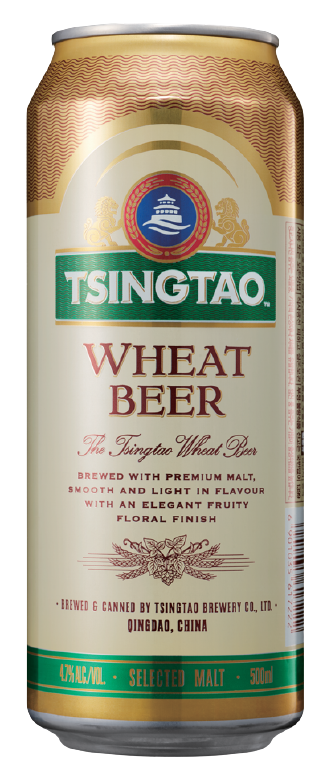 TSINGTAO
TM
WHEAT
BEER
The Tsingtao Wheat Beer
BREWED WITH PREMIUM MALT,
SMOOTH AND LIGHT IN FLAVOUR
WITH AN ELEGANT FRUITY
FLORAL FINISH
• BREWED & CANNED BY TSINGTAO BREWERY CO., LTD. •
QINGDAO, CHINA
4.7% ALC./VOL. • SELECTED MALT • 500ml